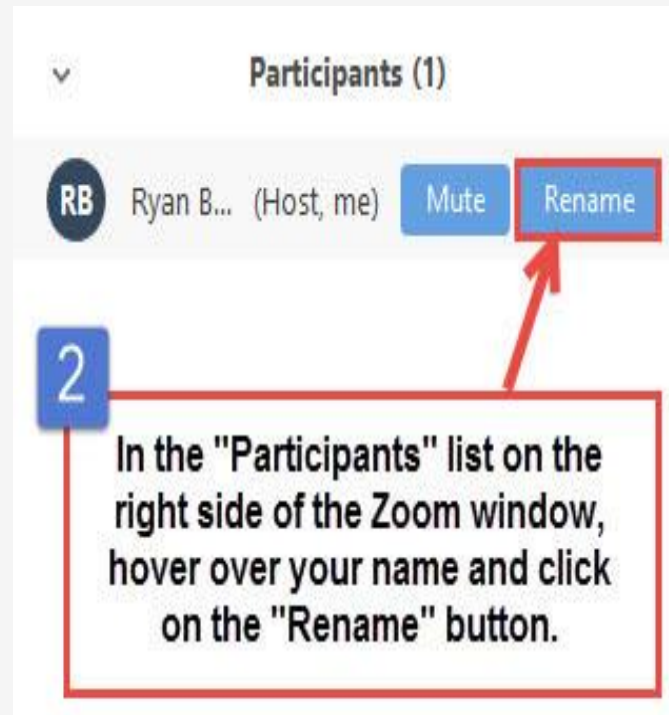 Participants (1)
RB Ryan B... (Host, me) Mute Rename
2
In the "Participants" list on the
right side of the Zoom window,
hover over your name and click
on the "Rename" button.